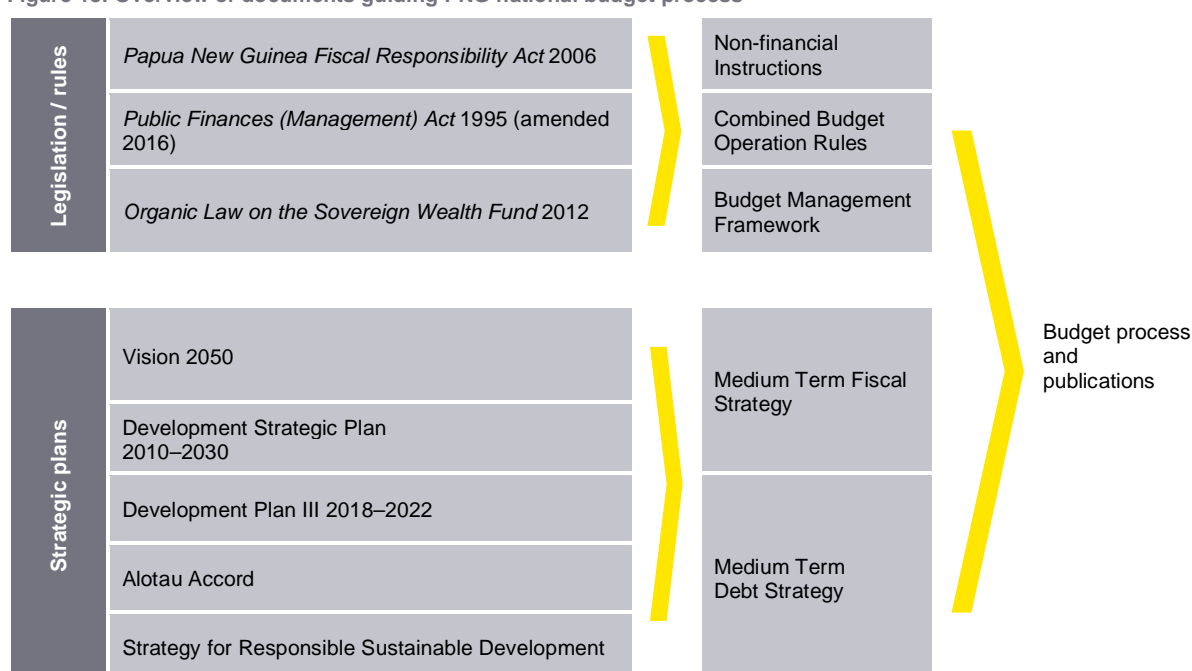 Legislation / rules
Papua New Guinea Fiscal Responsibility Act 2006
Public Finances (Management) Act 1995 (amended
2016)
Organic Law on the Sovereign Wealth Fund 2012
Non-financial
Instructions
Combined Budget
Operation Rules
Budget Management
Framework
Strategic plans
Vision 2050
Development Strategic Plan
2010–2030
Development Plan III 2018–2022
Alotau Accord
Strategy for Responsible Sustainable Development
Medium Term Fiscal
Strategy
Medium Term
Debt Strategy
Budget process
and
publications